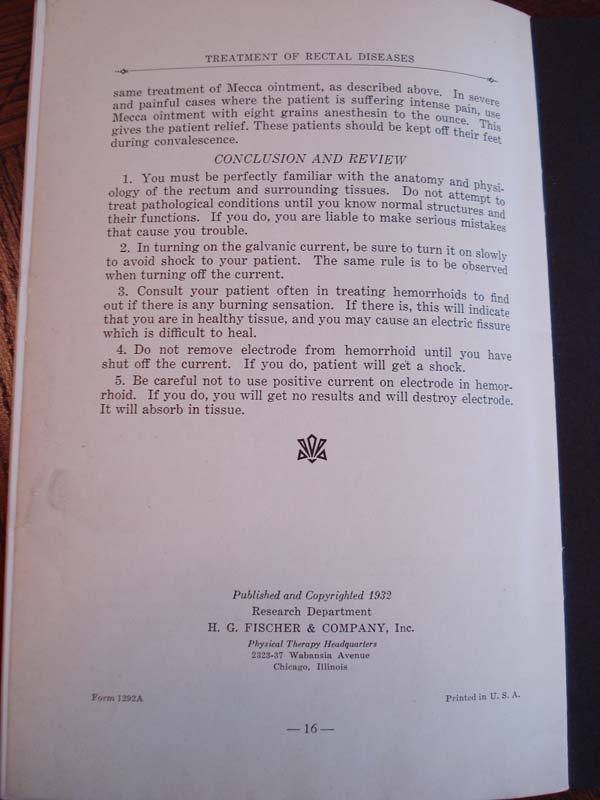 TREATMENT OF RECTAL DISEASES
same treatment of Mecca ointment, as described above. In severe
and painful cases where the patient is suffering intense pain, use
Mecca ointment with eight grains anesthesin to the ounce. This
gives the patient relief. These patients should be kept off their feet
during convalescence.
CONCLUSION AND REVIEW
1. You must be perfectly familiar with the anatomy and physi-
ology of the rectum and surrounding tissues. Do not attempt to
treat pathological conditions until you know normal structures and
their functions. If you do, you are liable to make serious mistakes
that cause you trouble.
2. In turning on the galvanic current, be sure to turn it on slowly
to avoid shock to your patient. The same rule is to be observed
when turning off the current.
3. Consult your patient often in treating hemorrhoids to find
out if there is any burning sensation. If there is, this will indicate
that you are in healthy tissue, and you may cause an electric fissure
which is difficult to heal.
4. Do not remove electrode from hemorrhoid until you have
shut off the current. If you do, patient will get a shock.
5. Be careful not to use positive current on electrode in hemor-
rhoid. If you do, you will get no results and will destroy electrode.
It will absorb in tissue.
Published and Copyrighted 1932
Research Department
H. G. FISCHER & COMPANY, Inc.
Physical Therapy Headquarters
2323-37 Wabansia Avenue
Chicago, Illinois
Form 1292A
Printed in U. S. A.
— 16 —